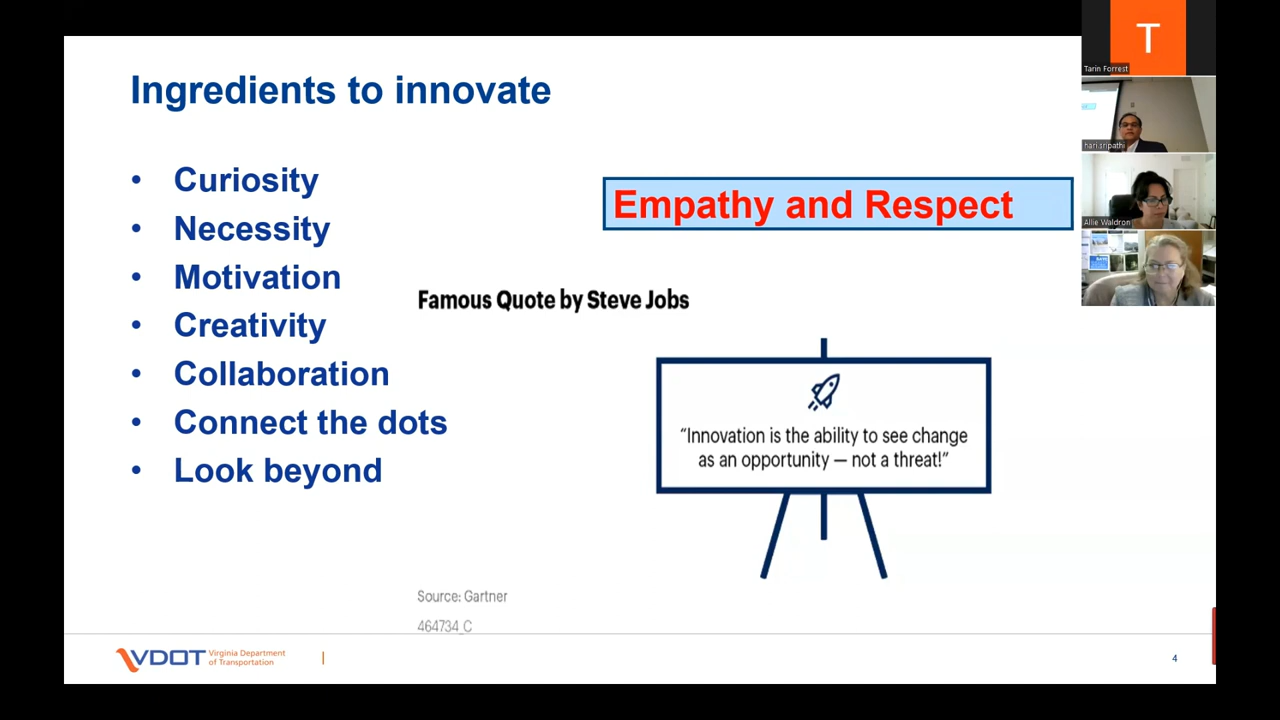 Ingredients to innovate
• Curiosity
• Necessity
• Motivation
• Creativity
• Collaboration
• Connect the dots
• Look beyond
Empathy and Respect
Famous Quote by Steve Jobs
“Innovation is the ability to see change
as an opportunity — not a threat!”
Source: Gartner
464734_C
VDOT
Virginia Department
of Transportation
4
T
Tarin Forrest
hari.sripathi
Allie Waldron